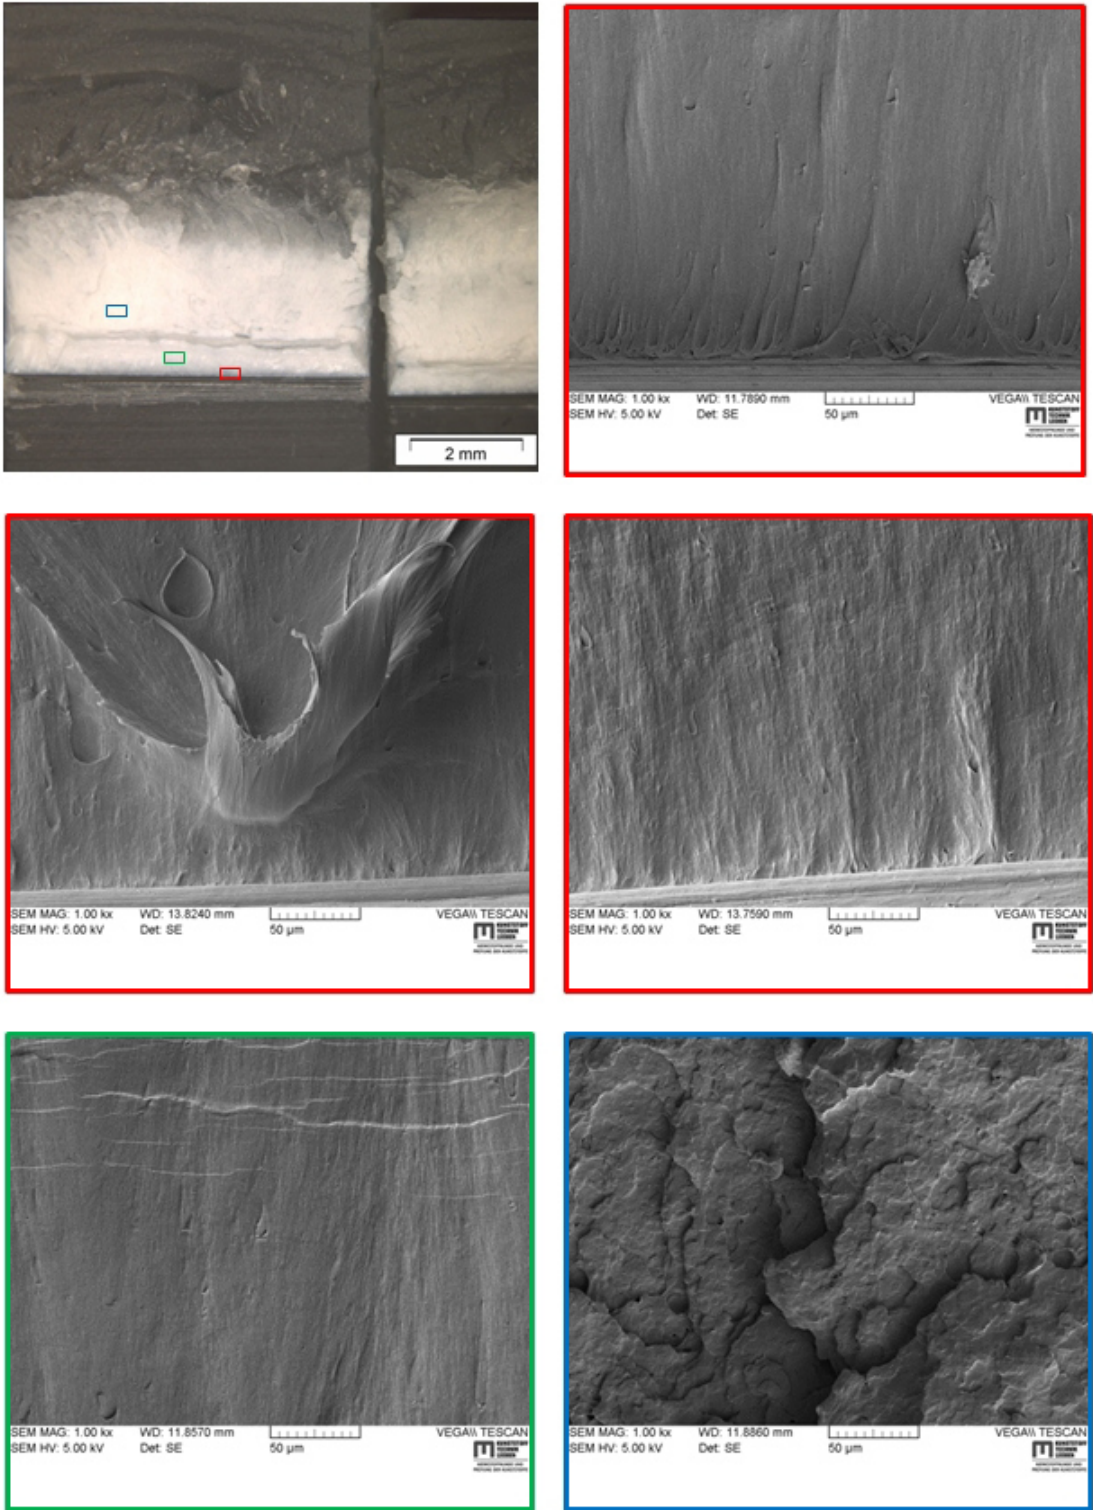 2 mm
SEM MAG: 1.00 kx WD: 11.7890 mm VEGA\\ TESCAN
SEM HV: 5.00 kV Det: SE 50 µm
SEM MAG: 1.00 kx WD: 13.8240 mm VEGA\\ TESCAN
SEM HV: 5.00 kV Det: SE 50 µm
SEM MAG: 1.00 kx WD: 13.7590 mm VEGA\\ TESCAN
SEM HV: 5.00 kV Det: SE 50 µm
SEM MAG: 1.00 kx WD: 11.8570 mm VEGA\\ TESCAN
SEM HV: 5.00 kV Det: SE 50 µm
SEM MAG: 1.00 kx WD: 11.8860 mm VEGA\\ TESCAN
SEM HV: 5.00 kV Det: SE 50 µm